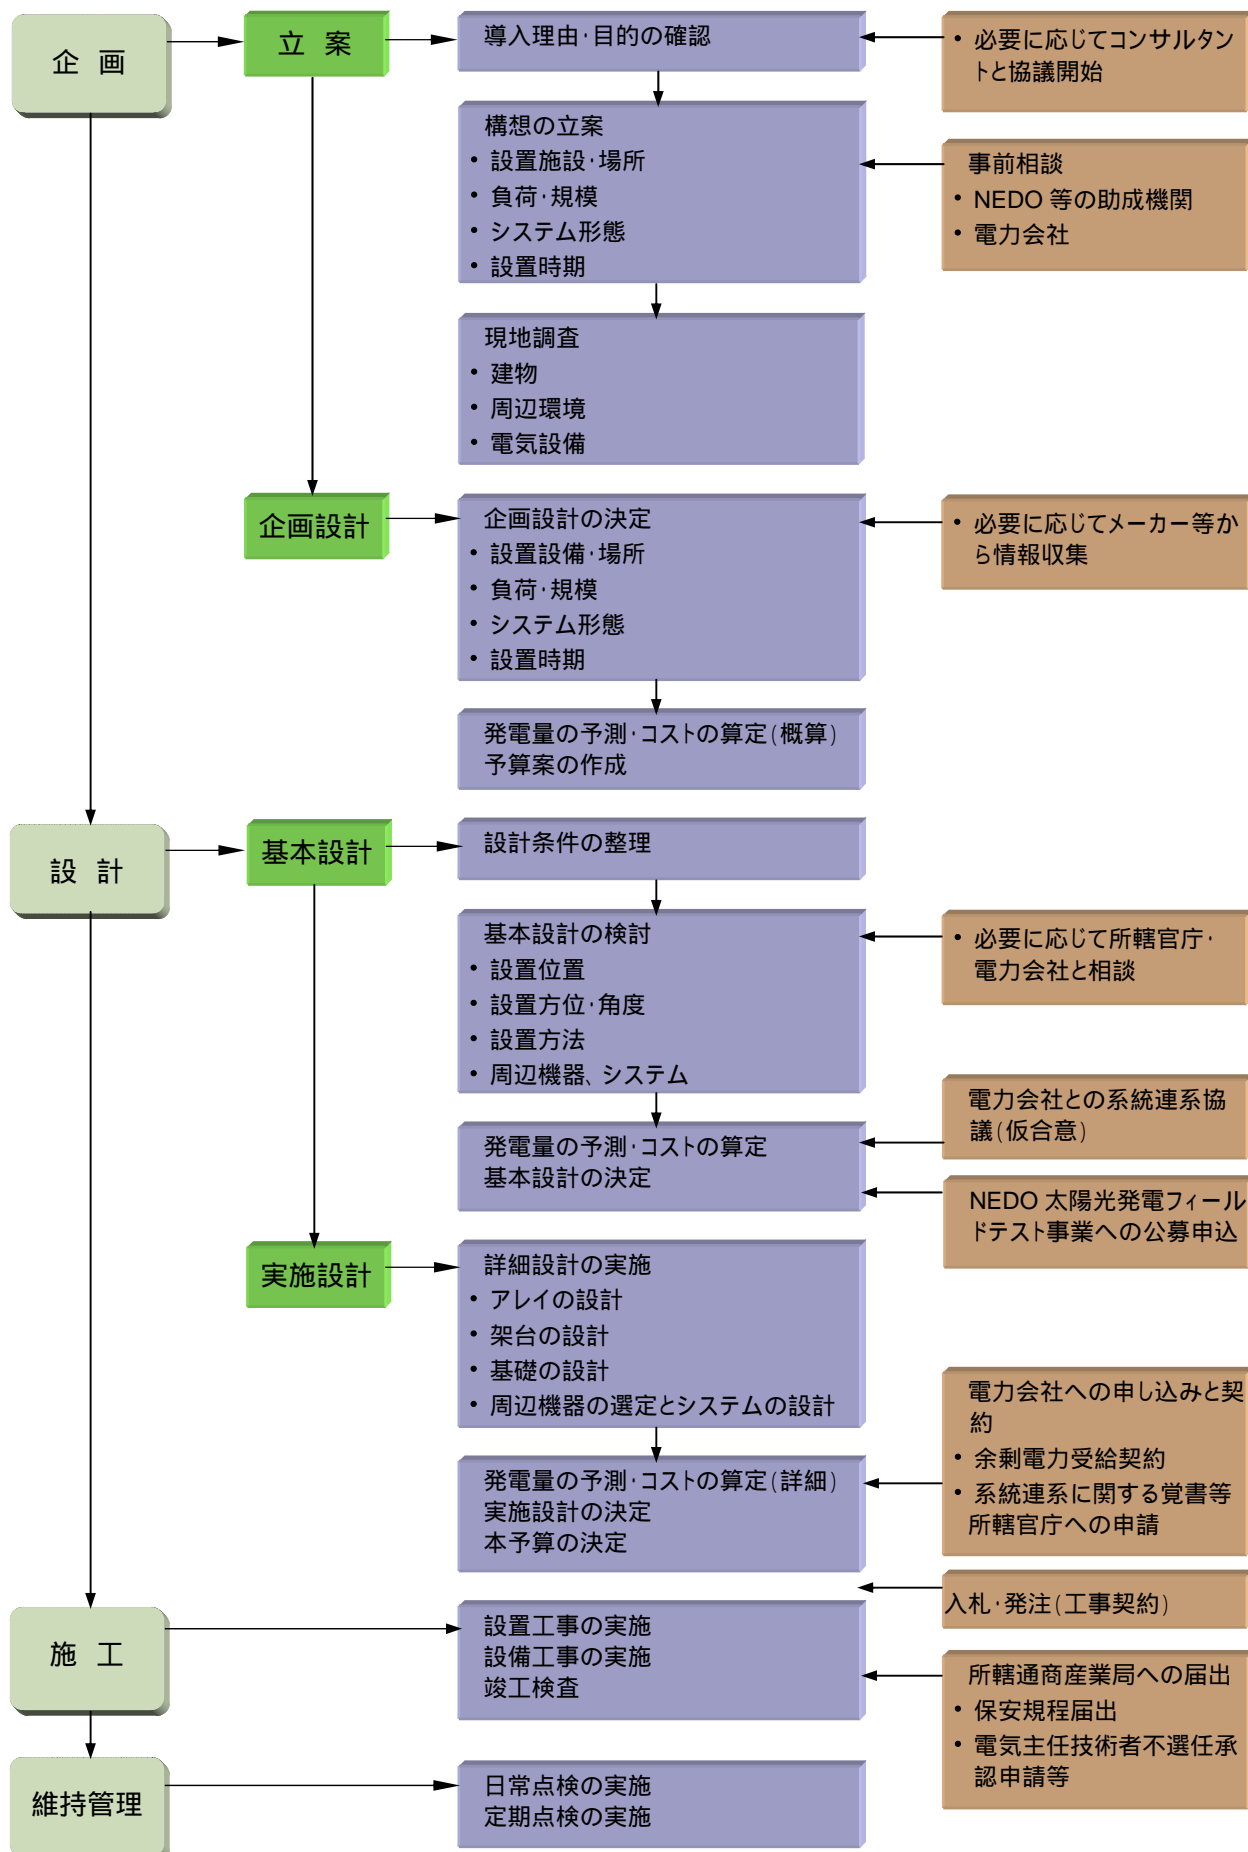 企 画
立 案
導入理由・目的の確認
• 必要に応じてコンサルタン
トと協議開始
構想の立案
• 設置施設・場所
• 負荷・規模
• システム形態
• 設置時期
事前相談
• NEDO 等の助成機関
• 電力会社
現地調査
• 建物
• 周辺環境
• 電気設備
企画設計
企画設計の決定
• 設置設備・場所
• 負荷・規模
• システム形態
• 設置時期
• 必要に応じてメーカー等か
ら情報収集
発電量の予測・コストの算定(概算)
予算案の作成
設 計
基本設計
設計条件の整理
基本設計の検討
• 設置位置
• 設置方位・角度
• 設置方法
• 周辺機器、システム
• 必要に応じて所轄官庁・
電力会社と相談
発電量の予測・コストの算定
基本設計の決定
電力会社との系統連系協
議(仮合意)
NEDO 太陽光発電フィール
ドテスト事業への公募申込
実施設計
詳細設計の実施
• アレイの設計
• 架台の設計
• 基礎の設計
• 周辺機器の選定とシステムの設計
発電量の予測・コストの算定(詳細)
実施設計の決定
本予算の決定
電力会社への申し込みと契
約
• 余剰電力受給契約
• 系統連系に関する覚書等
所轄官庁への申請
入札・発注(工事契約)
施 工
設置工事の実施
設備工事の実施
竣工検査
所轄通商産業局への届出
• 保安規程届出
• 電気主任技術者不選任承
認申請等
維持管理
日常点検の実施
定期点検の実施